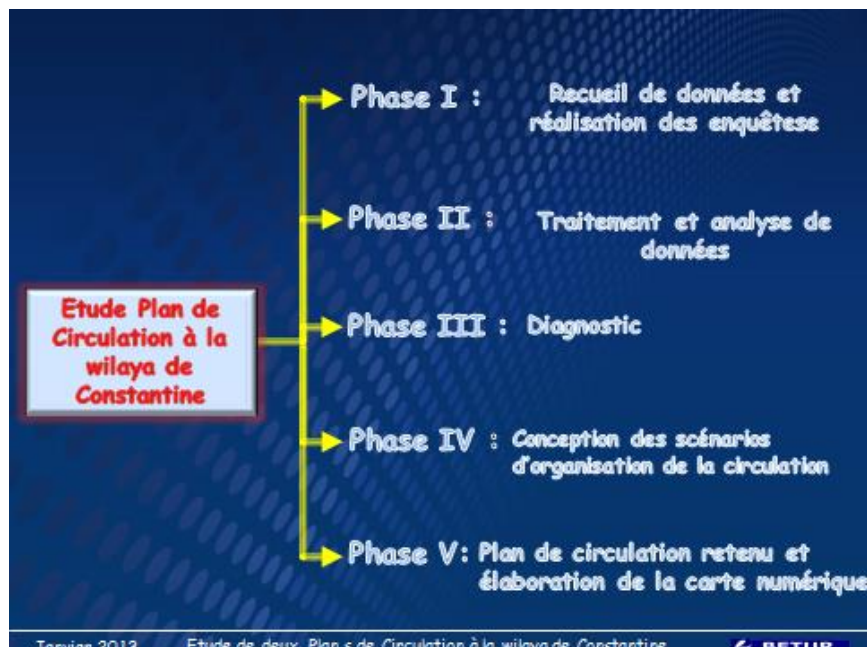 Phase I :
Recueil de données et
réalisation des enquêtese
Phase II :
Traitement et analyse de
données
Etude Plan de
Circulation à la
wilaya de
Constantine
Phase III : Diagnostic
Phase IV : Conception des scénarios
d'organisation de la circulation
Phase V: Plan de circulation retenu et
élaboration de la carte numérique
Janvier 2013 Etude de deux Plan s de Circulation à la wilaya de Constantine BETUR